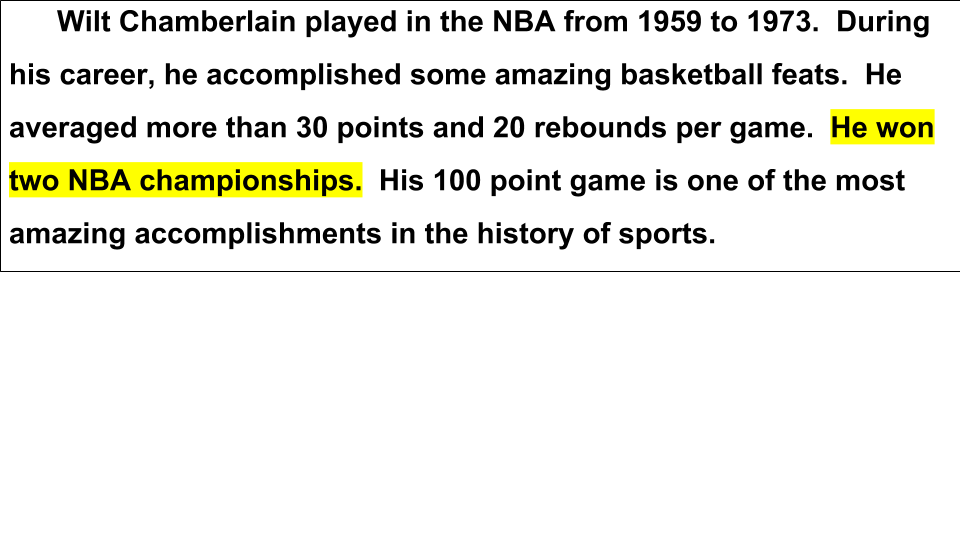 Wilt Chamberlain played in the NBA from 1959 to 1973.  During
his career, he accomplished some amazing basketball feats.  He
averaged more than 30 points and 20 rebounds per game.  He won
two NBA championships.  His 100 point game is one of the most
amazing accomplishments in the history of sports.